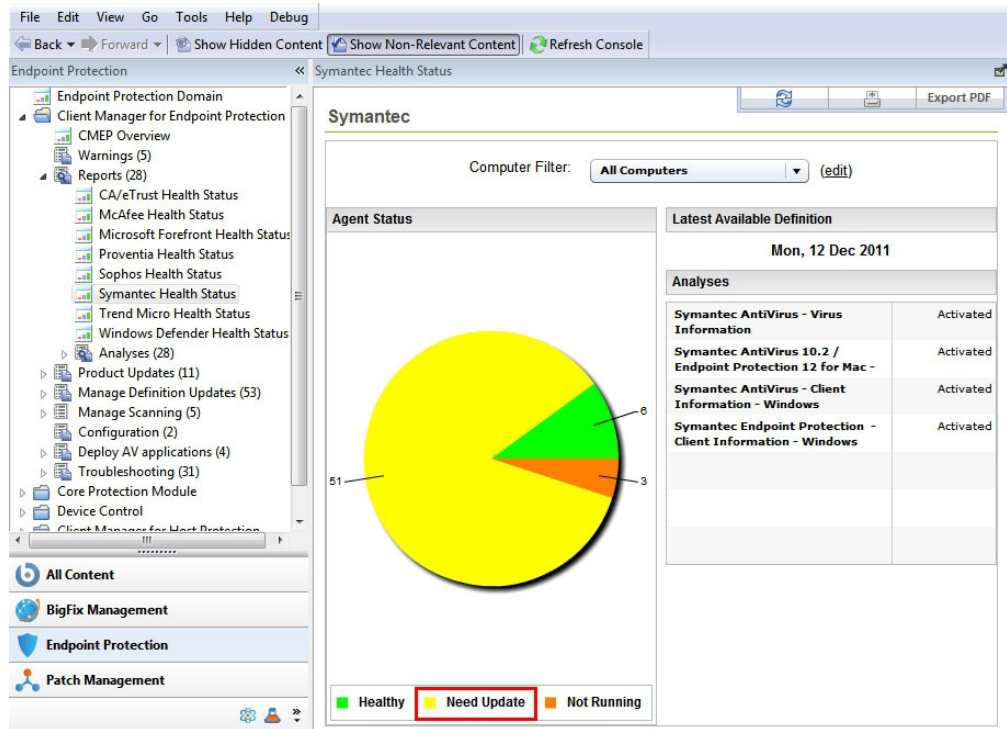 File Edit View Go Tools Help Debug
Back Forward Show Hidden Content Show Non-Relevant Content Refresh Console
Endpoint Protection
Endpoint Protection Domain
Client Manager for Endpoint Protection
CMEP Overview
Warnings (5)
Reports (28)
CA/eTrust Health Status
McAfee Health Status
Microsoft Forefront Health Status
Proventia Health Status
Sophos Health Status
Symantec Health Status
Trend Micro Health Status
Windows Defender Health Status
Analyses (28)
Product Updates (11)
Manage Definition Updates (53)
Manage Scanning (5)
Configuration (2)
Deploy AV applications (4)
Troubleshooting (31)
Core Protection Module
Device Control
Client Manager for Host Protection
All Content
BigFix Management
Endpoint Protection
Patch Management
Symantec Health Status
Export PDF
Symantec
Computer Filter: All Computers (edit)
Agent Status
6
51
3
Healthy Need Update Not Running
Latest Available Definition
Mon, 12 Dec 2011
Analyses
Symantec AntiVirus - Virus Activated
Information
Symantec AntiVirus 10.2 / Activated
Endpoint Protection 12 for Mac -
Symantec AntiVirus - Client Activated
Information - Windows
Symantec Endpoint Protection - Activated
Client Information - Windows